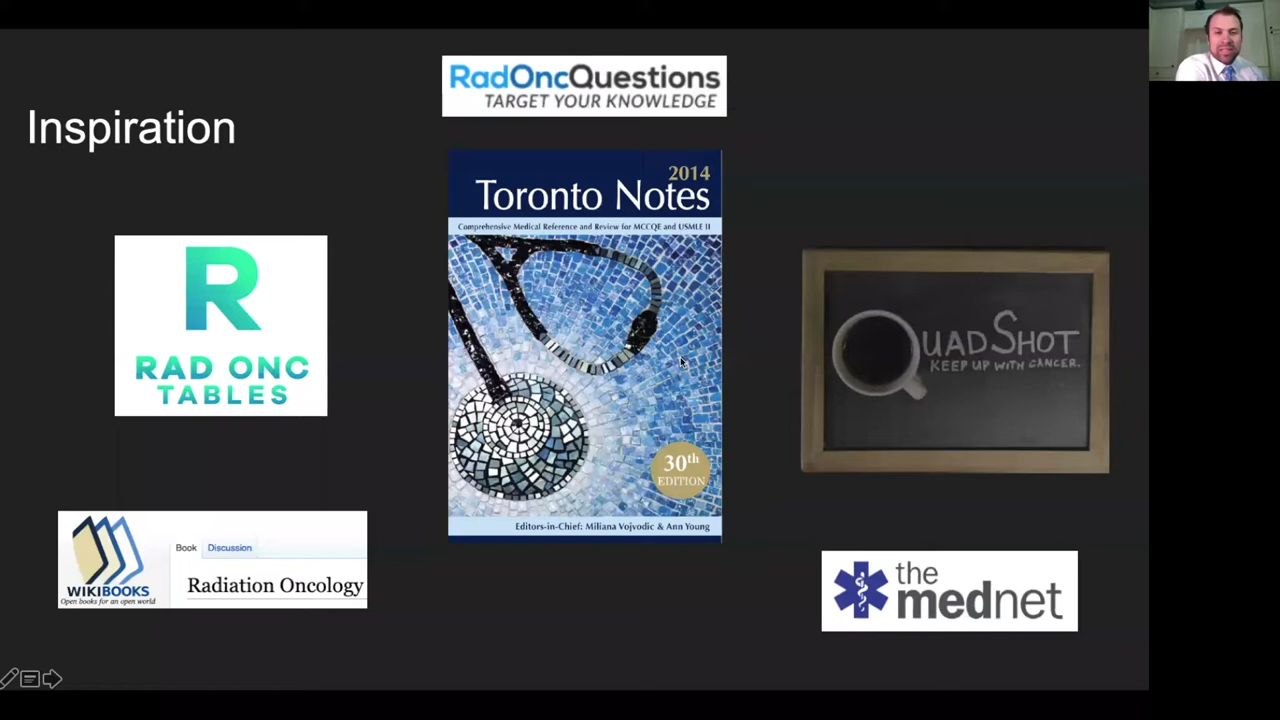 RadOncQuestions
TARGET YOUR KNOWLEDGE
Inspiration
2014
Toronto Notes
Comprehensive Medical Reference and Review for MCCQE and USMLE II
R
RAD ONC
TABLES
QUADSHOT
KEEP UP WITH CANCER.
30th
EDITION
Editors-in-Chief: Miliana Vojvodic & Ann Young
WIKIBOOKS
Open books for an open world
Book Discussion
Radiation Oncology
the
mednet